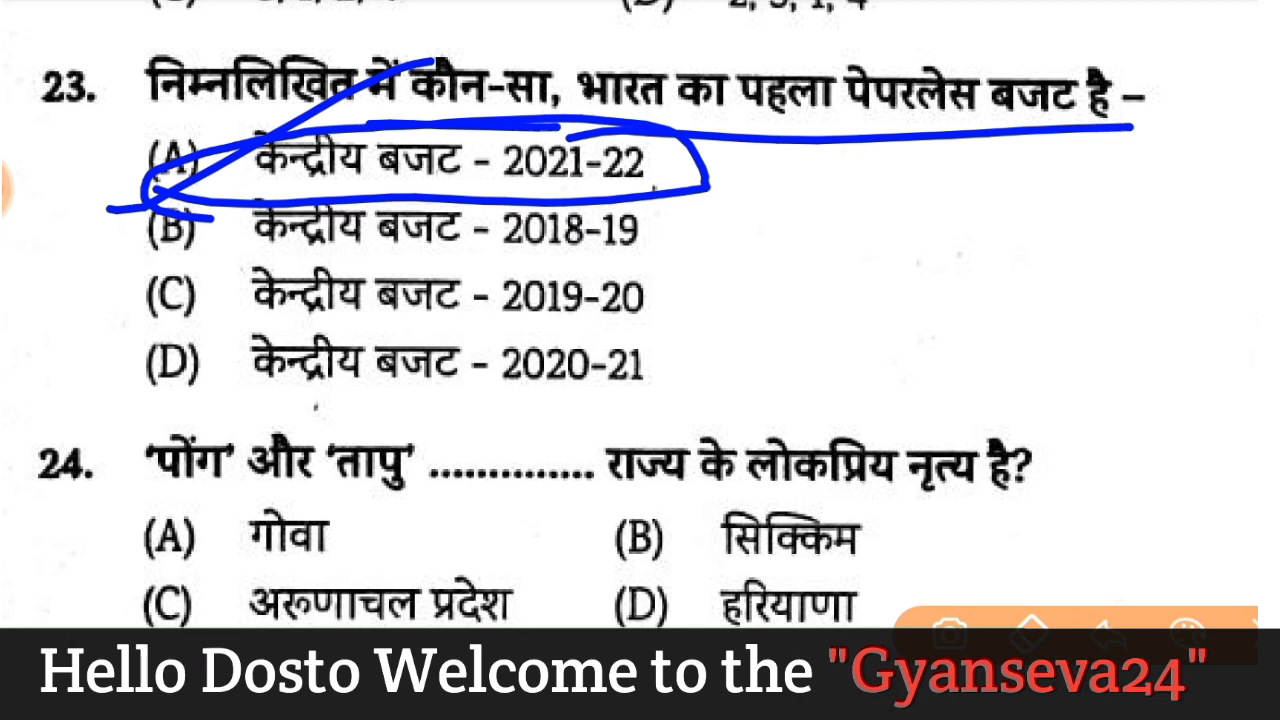 23. निम्नलिखित में कौन-सा, भारत का पहला पेपरलेस बजट है –
(A) केन्द्रीय बजट - 2021-22
(B) केन्द्रीय बजट - 2018-19
(C) केन्द्रीय बजट - 2019-20
(D) केन्द्रीय बजट - 2020-21
24. 'पोंग' और 'तापु' .............. राज्य के लोकप्रिय नृत्य है?
(A) गोवा (B) सिक्किम
(C) अरूणाचल प्रदेश (D) हरियाणा
Hello Dosto Welcome to the "Gyanseva24"